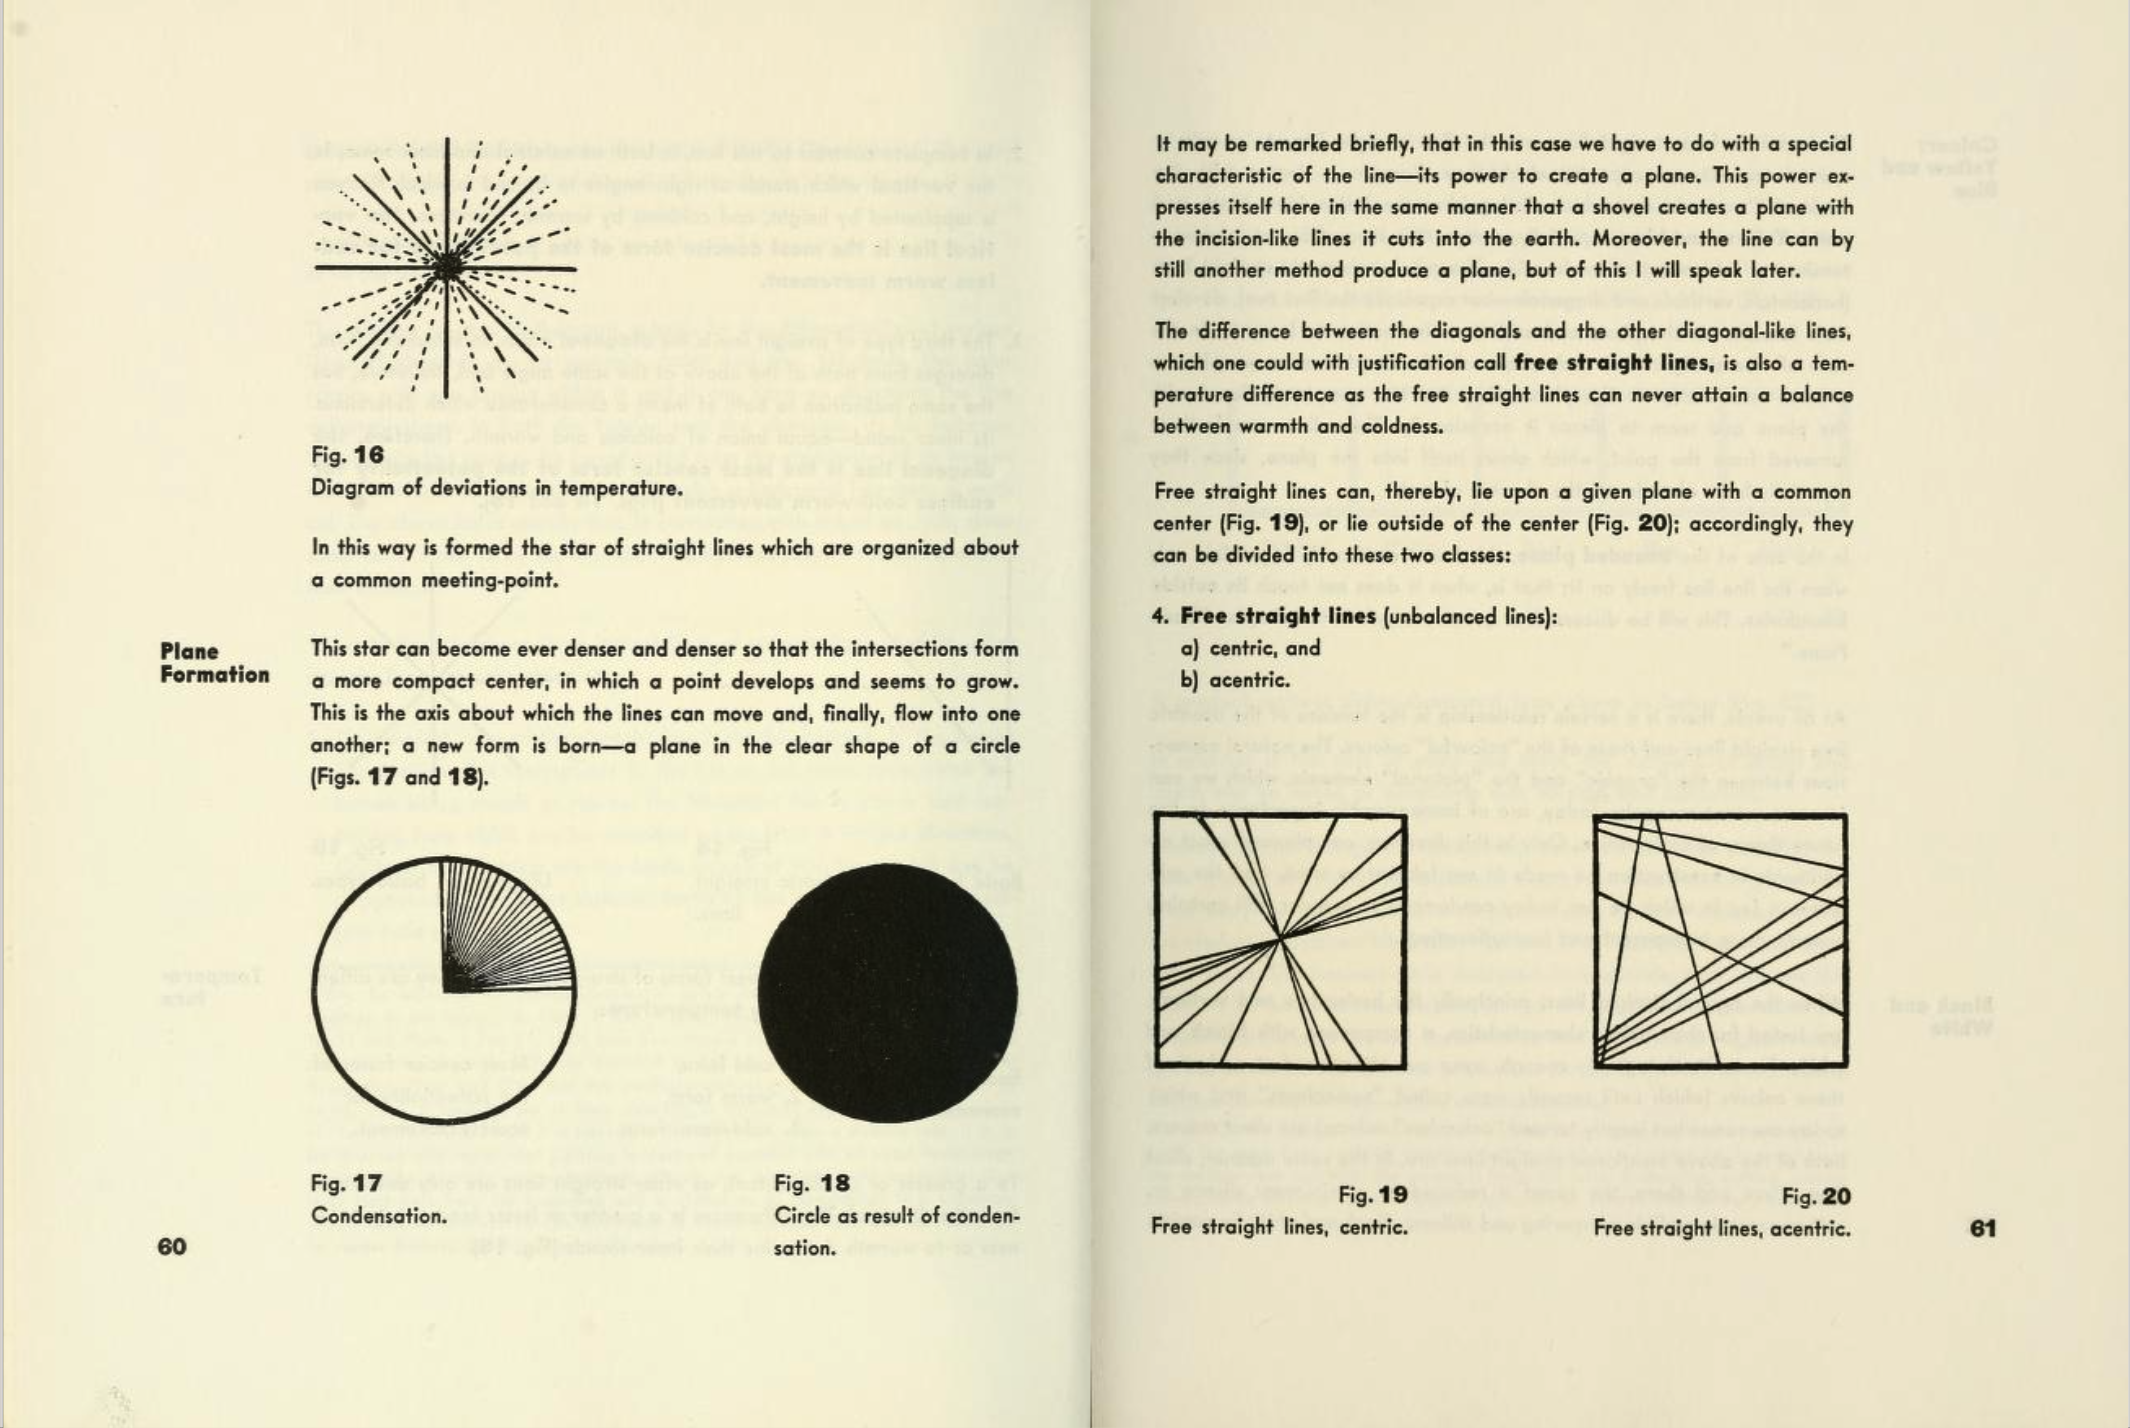 Fig. 16
Diagram of deviations in temperature.
In this way is formed the star of straight lines which are organized about
a common meeting-point.
Plane
Formation
This star can become ever denser and denser so that the intersections form
a more compact center, in which a point develops and seems to grow.
This is the axis about which the lines can move and, finally, flow into one
another; a new form is born—a plane in the clear shape of a circle
(Figs. 17 and 18).
Fig. 17
Condensation.
Fig. 18
Circle as result of conden-
sation.
60
It may be remarked briefly, that in this case we have to do with a special
characteristic of the line—its power to create a plane. This power ex-
presses itself here in the same manner that a shovel creates a plane with
the incision-like lines it cuts into the earth. Moreover, the line can by
still another method produce a plane, but of this I will speak later.
The difference between the diagonals and the other diagonal-like lines,
which one could with justification call free straight lines, is also a tem-
perature difference as the free straight lines can never attain a balance
between warmth and coldness.
Free straight lines can, thereby, lie upon a given plane with a common
center (Fig. 19), or lie outside of the center (Fig. 20); accordingly, they
can be divided into these two classes:
4. Free straight lines (unbalanced lines):
a) centric, and
b) acentric.
Fig. 19
Free straight lines, centric.
Fig. 20
Free straight lines, acentric.
61